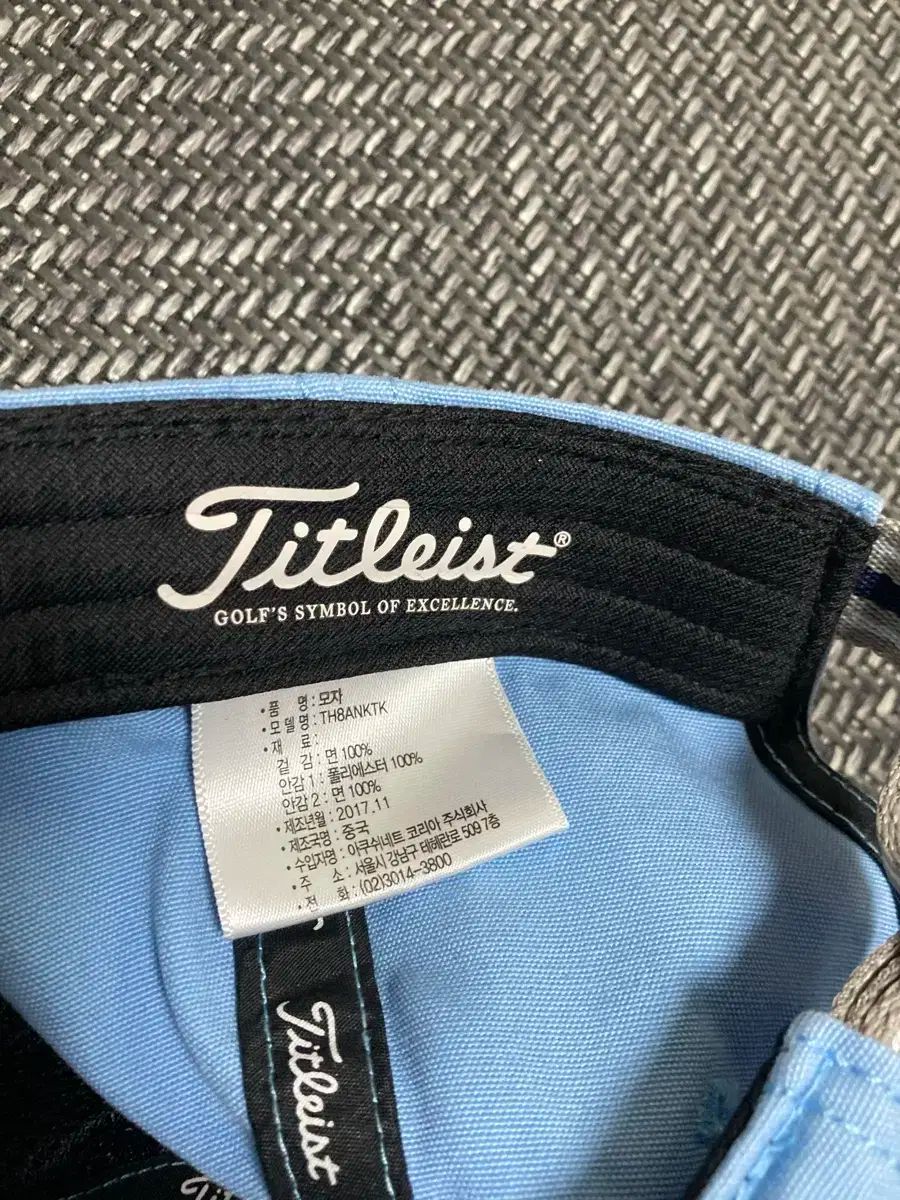 Titleist®
GOLF'S SYMBOL OF EXCELLENCE.
• 품 명 : 모자
• 모 델 명 : TH8ANKTK
• 재 료 :
겉 감 : 면 100%
안감 1 : 폴리에스터 100%
안감 2 : 면 100%
• 제조년월 : 2017.11
• 제조국명 : 중국
• 수입자명 : 아쿠쉬네트 코리아 주식회사
• 주 소 : 서울시 강남구 테헤란로 509 7층
• 전 화 : (02)3014-3800
Titleist